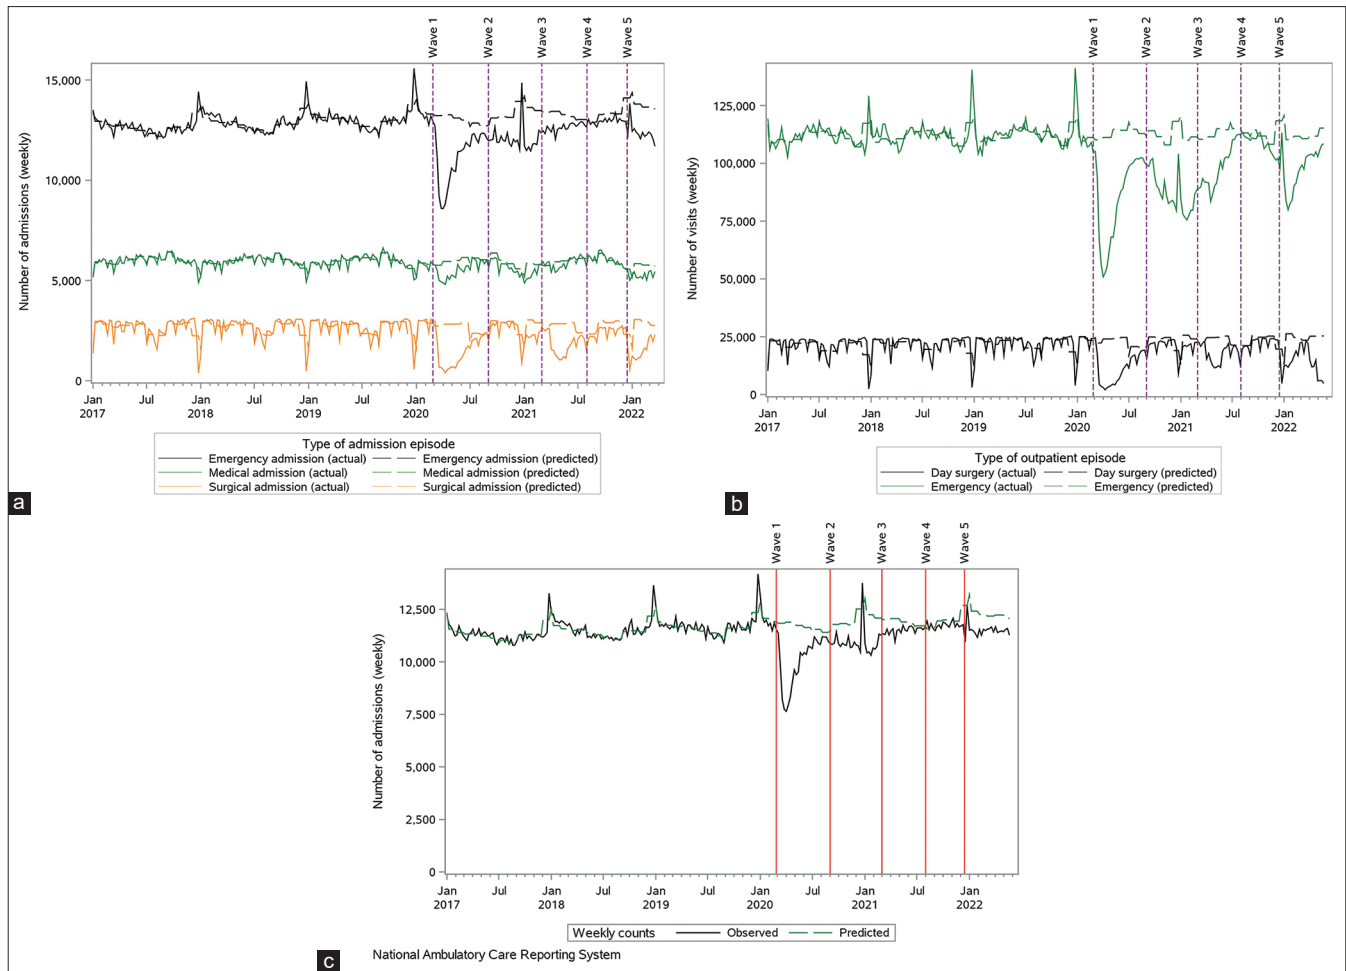 Wave 1
Wave 2
Wave 3
Wave 4
Wave 5
Number of admissions (weekly)
15,000
10,000
5,000
0
Jan Jul Jan Jul Jan Jul Jan Jul Jan Jul Jan
2017 2018 2019 2020 2021 2022
Type of admission episode
Emergency admission (actual) Emergency admission (predicted)
Medical admission (actual) Medical admission (predicted)
Surgical admission (actual) Surgical admission (predicted)
a
Wave 1
Wave 2
Wave 3
Wave 4
Wave 5
Number of visits (weekly)
125,000
100,000
75,000
50,000
25,000
0
Jan Jul Jan Jul Jan Jul Jan Jul Jan Jul Jan
2017 2018 2019 2020 2021 2022
Type of outpatient episode
Day surgery (actual) Day surgery (predicted)
Emergency (actual) Emergency (predicted)
b
Wave 1
Wave 2
Wave 3
Wave 4
Wave 5
Number of admissions (weekly)
12,500
10,000
7,500
5,000
2,500
0
Jan Jul Jan Jul Jan Jul Jan Jul Jan Jul Jan
2017 2018 2019 2020 2021 2022
Weekly counts Observed Predicted
National Ambulatory Care Reporting System
c